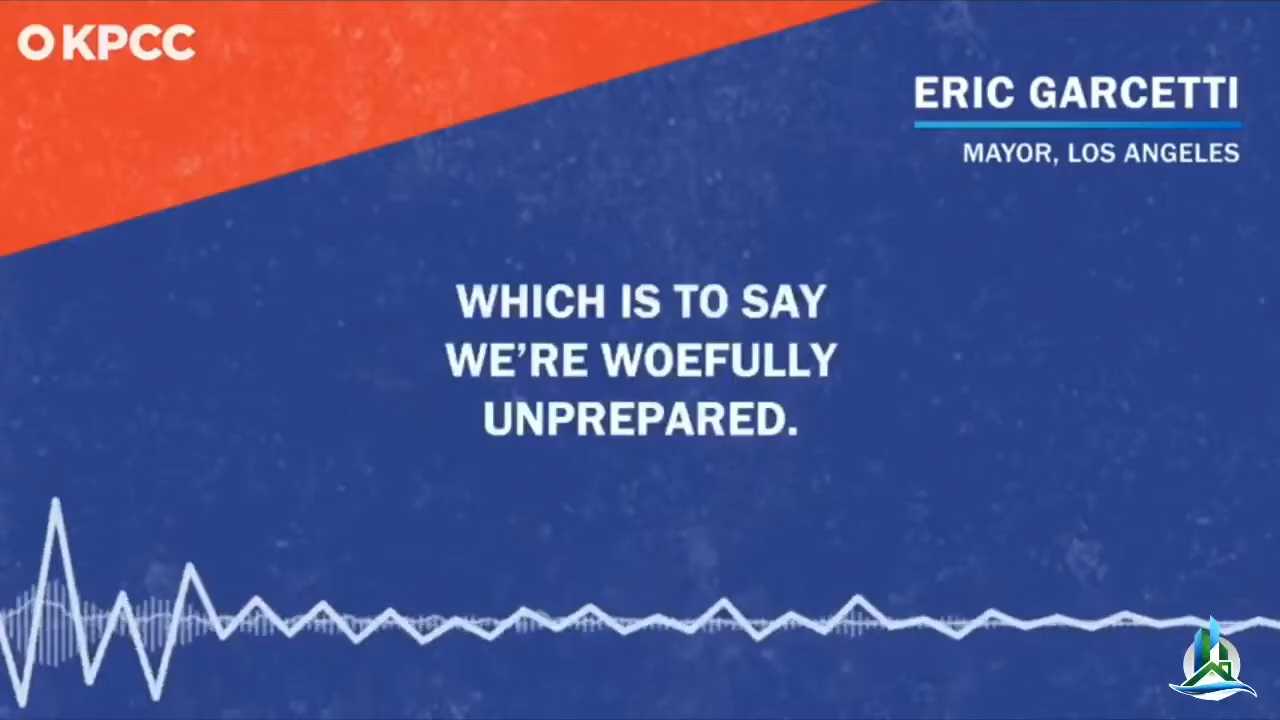 KPCC
ERIC GARCETTI
MAYOR, LOS ANGELES
WHICH IS TO SAY
WE’RE WOEFULLY
UNPREPARED.